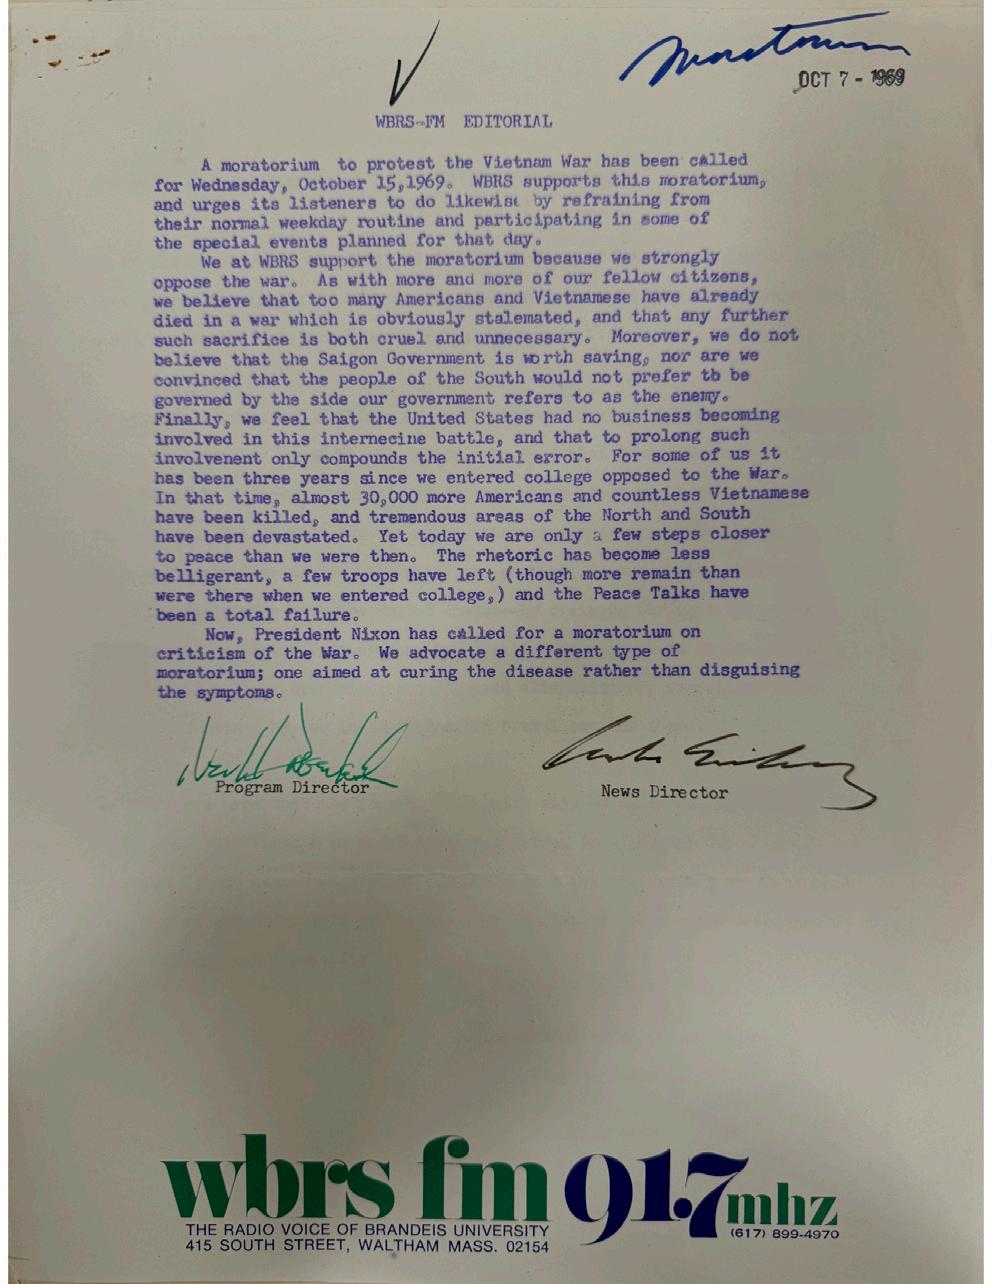 Moratorium
OCT 7 - 1969
WBRS-FM EDITORIAL
A moratorium to protest the Vietnam War has been called
for Wednesday, October 15,1969. WBRS supports this moratorium,
and urges its listeners to do likewise by refraining from
their normal weekday routine and participating in some of
the special events planned for that day.
We at WBRS support the moratorium because we strongly
oppose the war. As with more and more of our fellow citizens,
we believe that too many Americans and Vietnamese have already
died in a war which is obviously stalemated, and that any further
such sacrifice is both cruel and unnecessary. Moreover, we do not
believe that the Saigon Government is worth saving, nor are we
convinced that the people of the South would not prefer to be
governed by the side our government refers to as the enemy.
Finally, we feel that the United States had no business becoming
involved in this internecine battle, and that to prolong such
involvenent only compounds the initial error. For some of us it
has been three years since we entered college opposed to the War.
In that time, almost 30,000 more Americans and countless Vietnamese
have been killed, and tremendous areas of the North and South
have been devastated. Yet today we are only a few steps closer
to peace than we were then. The rhetoric has become less
belligerant, a few troops have left (though more remain than
were there when we entered college,) and the Peace Talks have
been a total failure.
Now, President Nixon has called for a moratorium on
criticism of the War. We advocate a different type of
moratorium; one aimed at curing the disease rather than disguising
the symptoms.
Program Director
News Director
wbrs fm 91.7 mhz
THE RADIO VOICE OF BRANDEIS UNIVERSITY
(617) 899-4970
415 SOUTH STREET, WALTHAM MASS. 02154